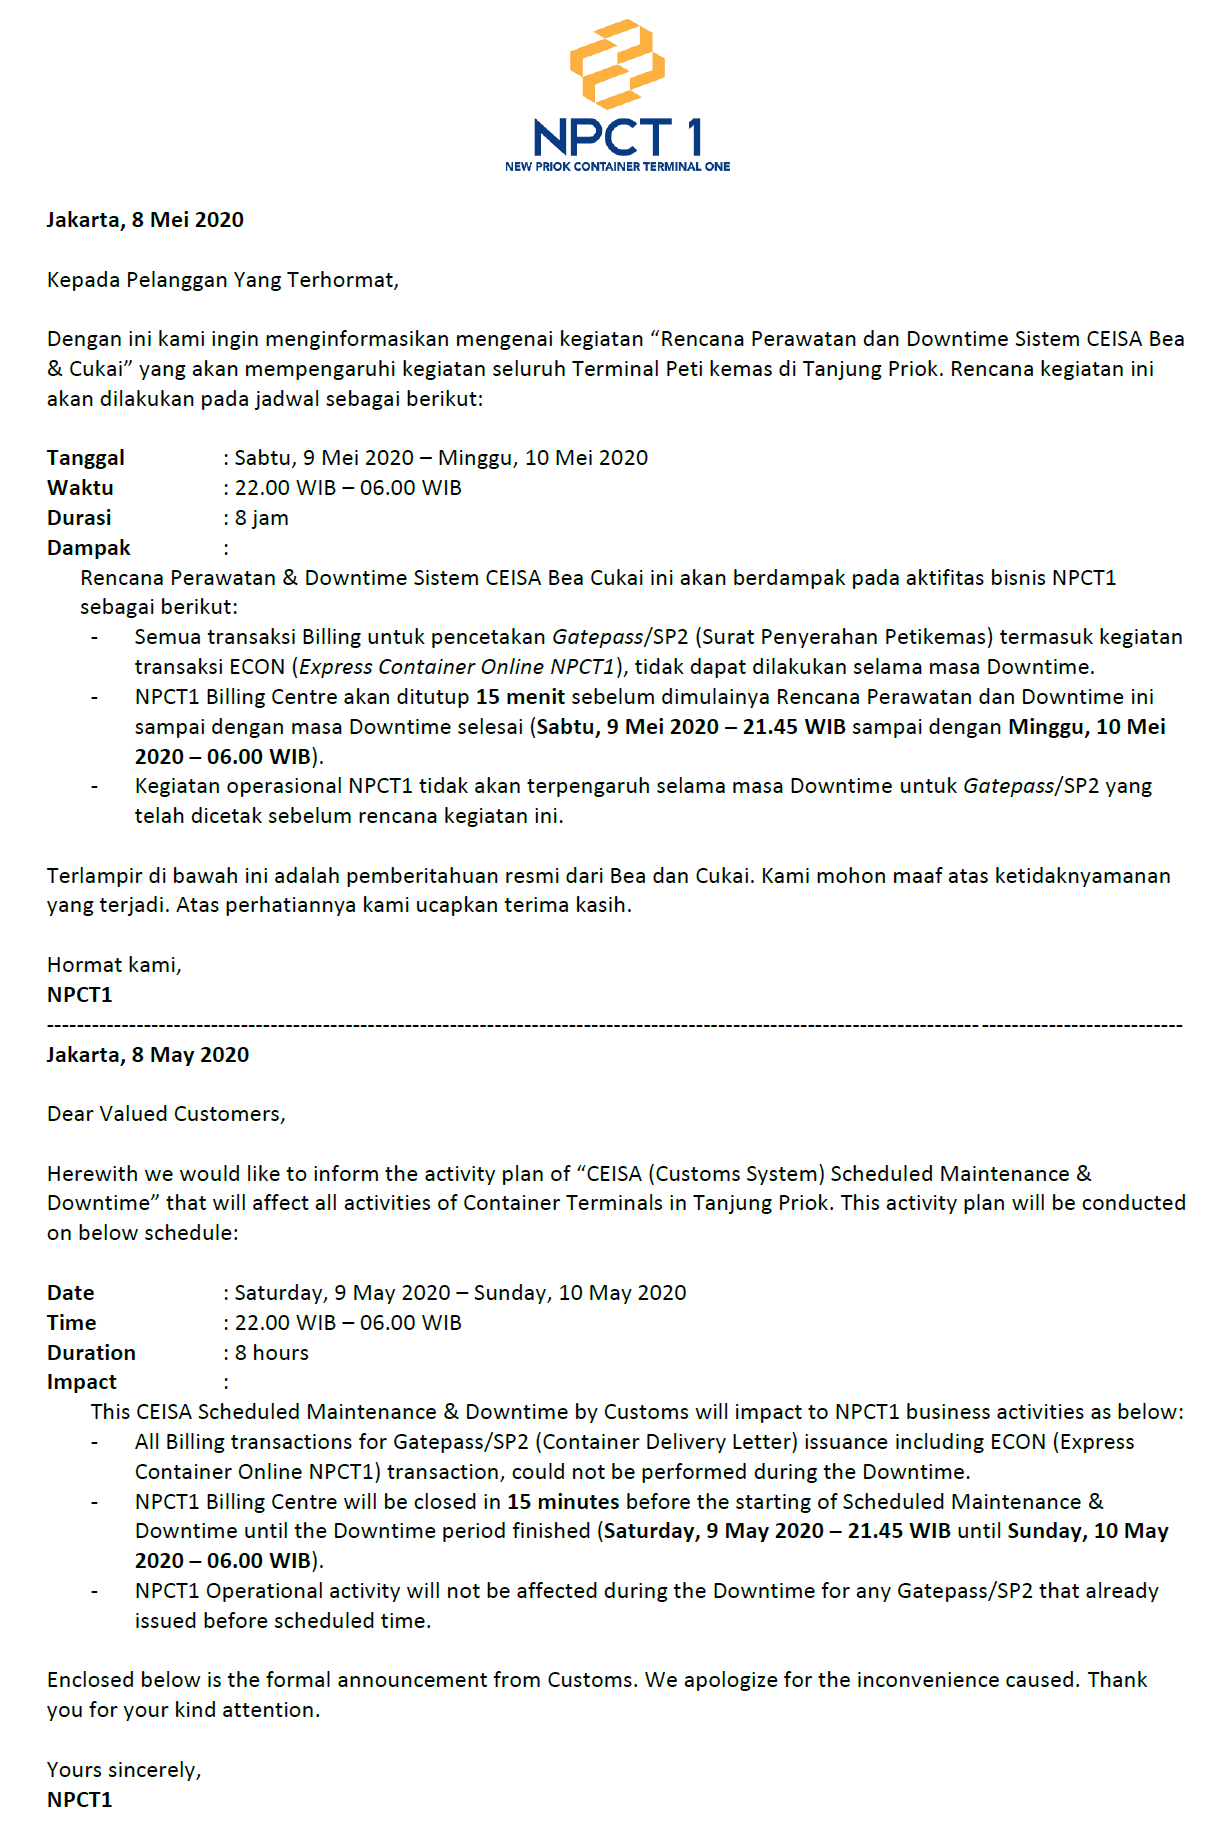 NPCT 1
NEW PRIOK CONTAINER TERMINAL ONE
Jakarta, 8 Mei 2020
Kepada Pelanggan Yang Terhormat,
Dengan ini kami ingin menginformasikan mengenai kegiatan “Rencana Perawatan dan Downtime Sistem CEISA Bea
& Cukai” yang akan mempengaruhi kegiatan seluruh Terminal Peti kemas di Tanjung Priok. Rencana kegiatan ini
akan dilakukan pada jadwal sebagai berikut:
Tanggal : Sabtu, 9 Mei 2020 – Minggu, 10 Mei 2020
Waktu : 22.00 WIB – 06.00 WIB
Durasi : 8 jam
Dampak :
Rencana Perawatan & Downtime Sistem CEISA Bea Cukai ini akan berdampak pada aktifitas bisnis NPCT1
sebagai berikut:
- Semua transaksi Billing untuk pencetakan Gatepass/SP2 (Surat Penyerahan Petikemas) termasuk kegiatan
transaksi ECON (Express Container Online NPCT1), tidak dapat dilakukan selama masa Downtime.
- NPCT1 Billing Centre akan ditutup 15 menit sebelum dimulainya Rencana Perawatan dan Downtime ini
sampai dengan masa Downtime selesai (Sabtu, 9 Mei 2020 – 21.45 WIB sampai dengan Minggu, 10 Mei
2020 – 06.00 WIB).
- Kegiatan operasional NPCT1 tidak akan terpengaruh selama masa Downtime untuk Gatepass/SP2 yang
telah dicetak sebelum rencana kegiatan ini.
Terlampir di bawah ini adalah pemberitahuan resmi dari Bea dan Cukai. Kami mohon maaf atas ketidaknyamanan
yang terjadi. Atas perhatiannya kami ucapkan terima kasih.
Hormat kami,
NPCT1
Jakarta, 8 May 2020
Dear Valued Customers,
Herewith we would like to inform the activity plan of “CEISA (Customs System) Scheduled Maintenance &
Downtime” that will affect all activities of Container Terminals in Tanjung Priok. This activity plan will be conducted
on below schedule:
Date : Saturday, 9 May 2020 – Sunday, 10 May 2020
Time : 22.00 WIB – 06.00 WIB
Duration : 8 hours
Impact :
This CEISA Scheduled Maintenance & Downtime by Customs will impact to NPCT1 business activities as below:
- All Billing transactions for Gatepass/SP2 (Container Delivery Letter) issuance including ECON (Express
Container Online NPCT1) transaction, could not be performed during the Downtime.
- NPCT1 Billing Centre will be closed in 15 minutes before the starting of Scheduled Maintenance &
Downtime until the Downtime period finished (Saturday, 9 May 2020 – 21.45 WIB until Sunday, 10 May
2020 – 06.00 WIB).
- NPCT1 Operational activity will not be affected during the Downtime for any Gatepass/SP2 that already
issued before scheduled time.
Enclosed below is the formal announcement from Customs. We apologize for the inconvenience caused. Thank
you for your kind attention.
Yours sincerely,
NPCT1